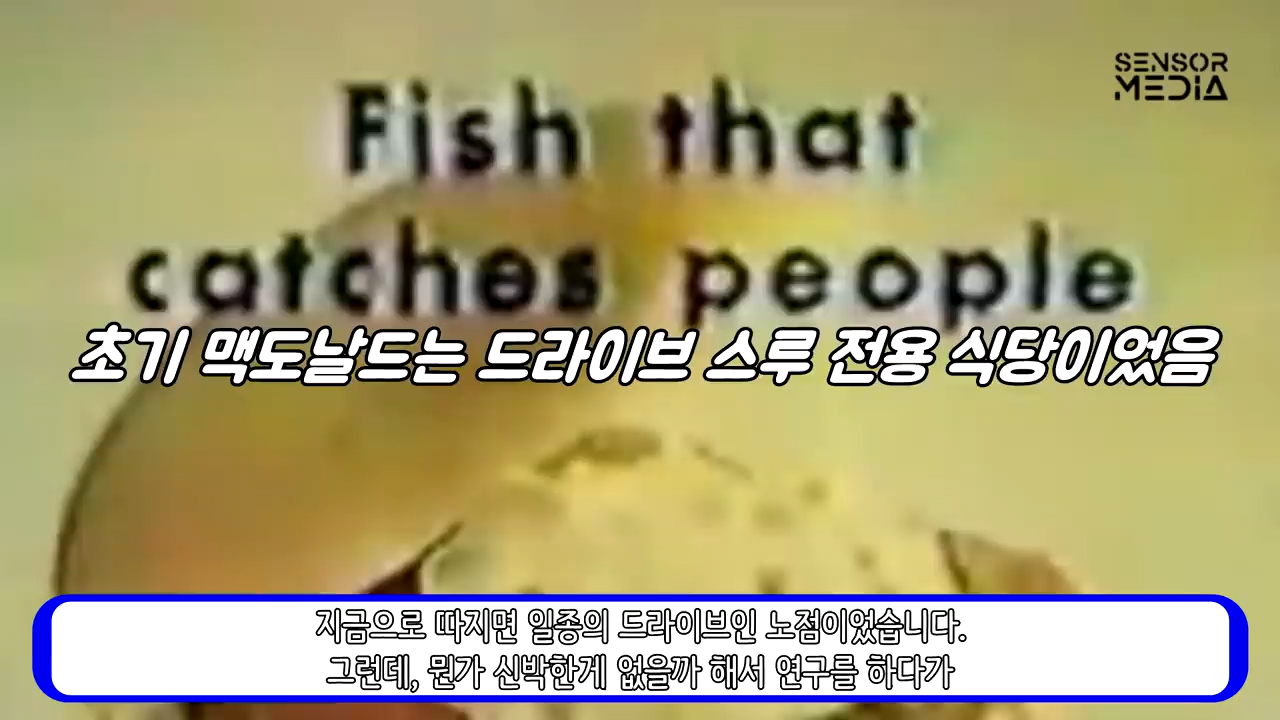 SENSOR
MEDIA
Fish that
catches people
초기 맥도날드는 드라이브 스루 전용 식당이었음
지금으로 따지면 일종의 드라이브인 노점이었습니다.
그런데, 뭔가 신박한게 없을까 해서 연구를 하다가